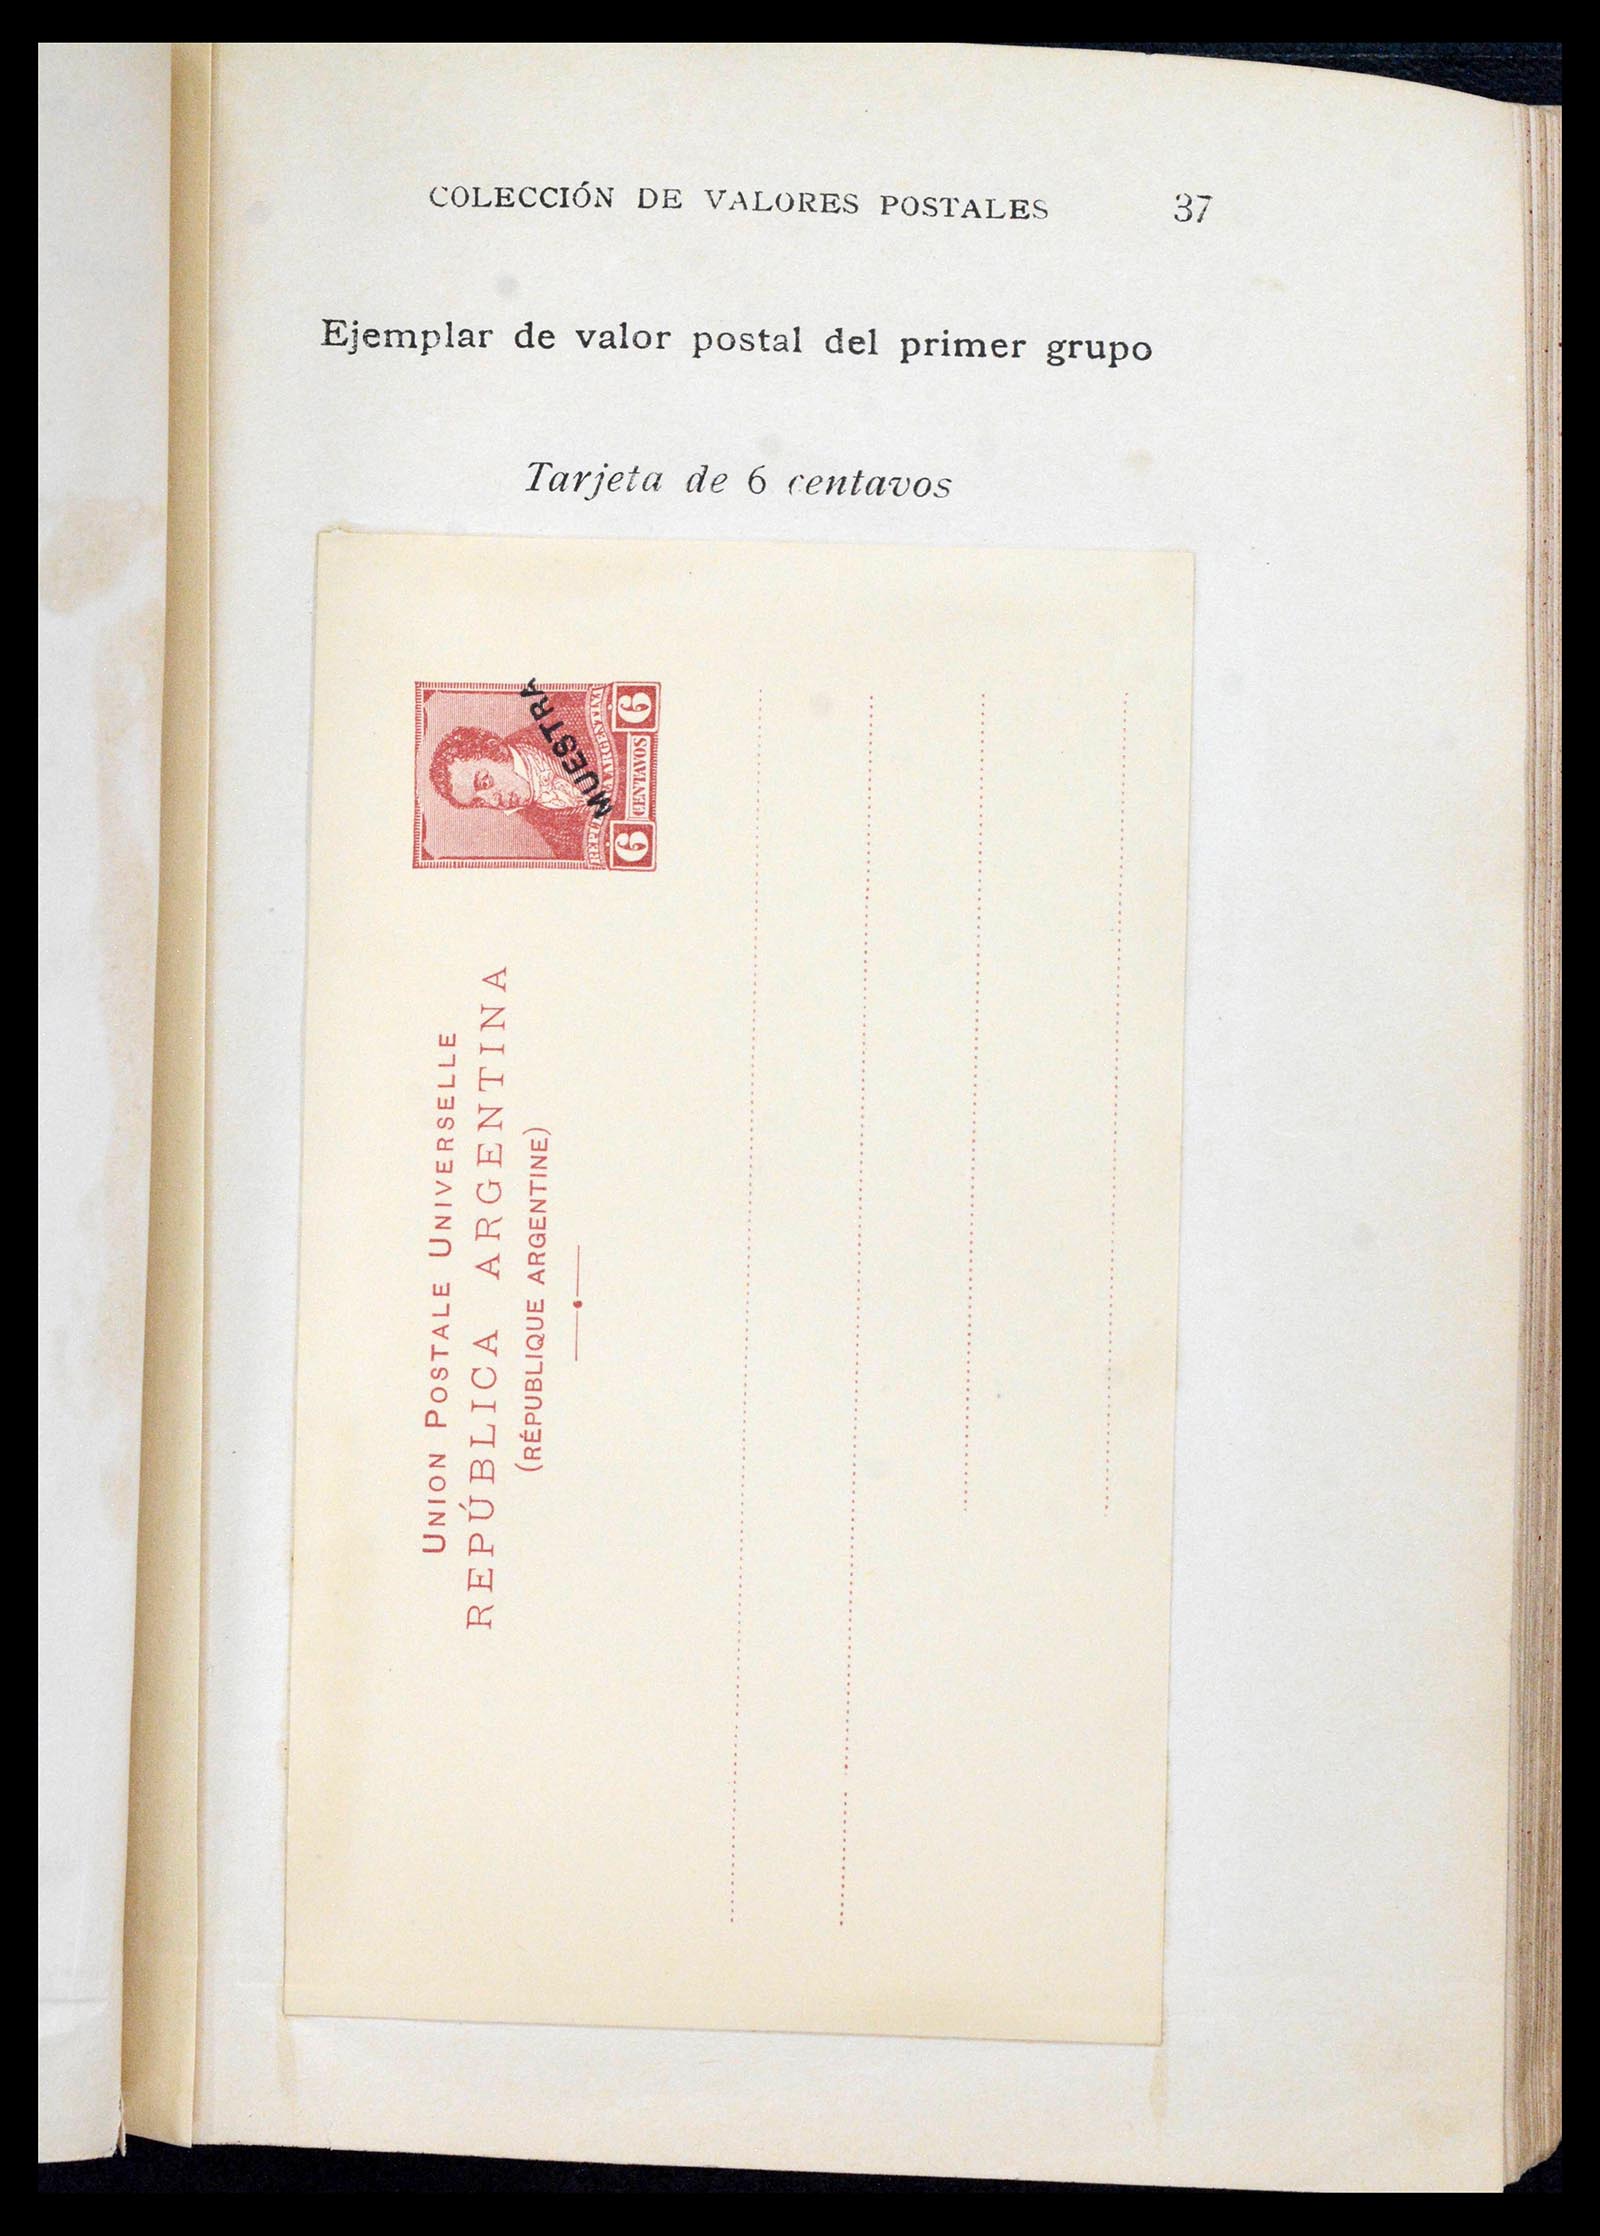 COLECCIÓN DE VALORES POSTALES 37
Ejemplar de valor postal del primer grupo
Tarjeta de 6 centavos
UNION POSTALE UNIVERSELLE
REPÚBLICA ARGENTINA
(RÉPUBLIQUE ARGENTINE)
MUESTRA
REPÚBLICA ARGENTINA
6 CENTAVOS 6